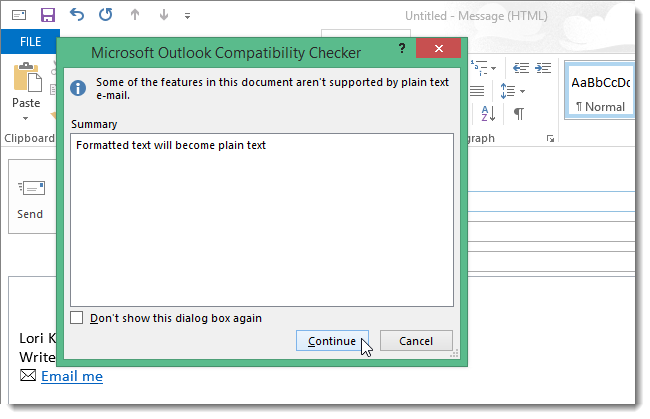 Untitled - Message (HTML)
FILE
Microsoft Outlook Compatibility Checker
?
Some of the features in this document aren't supported by plain text
e-mail.
Summary
Formatted text will become plain text
Don't show this dialog box again
Continue
Cancel
Paste
Clipboard
AaBbCcDc
¶ Normal
Send
Lori K
Write
Email me